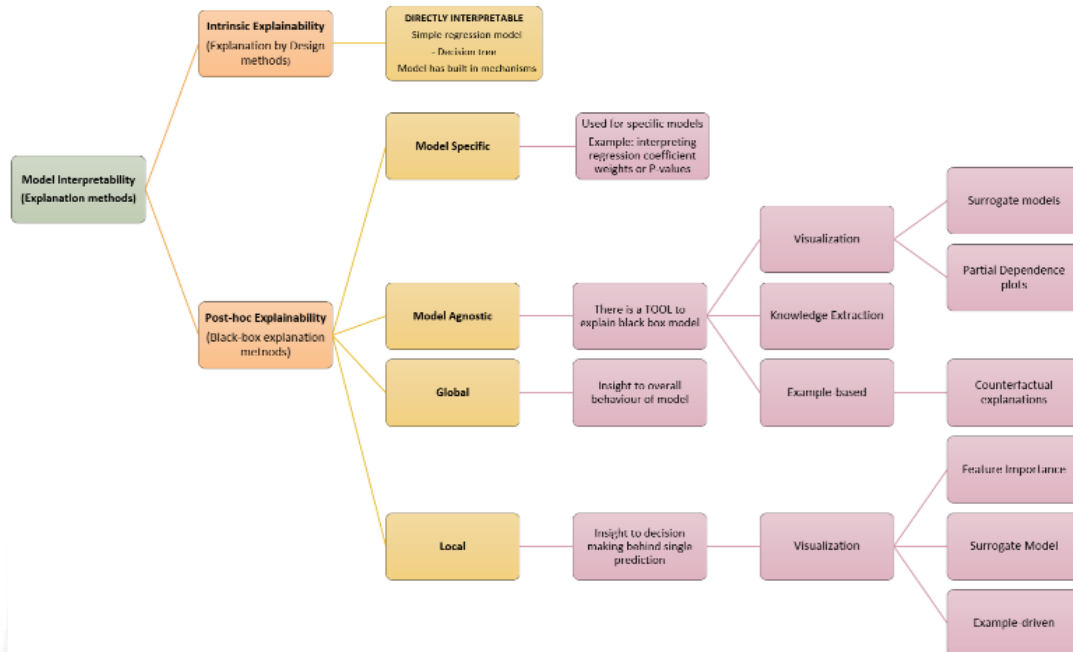 Intrinsic Explainability
(Explanation by Design
methods)
DIRECTLY INTERPRETABLE
Simple regression model
- Decision tree
Model has built in mechanisms
Model Interpretability
(Explanation methods)
Model Specific
Used for specific models
Example: interpreting
regression coefficient
weights or P-values
Post-hoc Explainability
(Black-box explanation
methods)
Model Agnostic
There is a TOOL to
explain black box model
Visualization
Surrogate models
Partial Dependence
plots
Knowledge Extraction
Example-based
Counterfactual
explanations
Global
Insight to overall
behaviour of model
Local
Insight to decision
making behind single
prediction
Visualization
Feature Importance
Surrogate Model
Example-driven